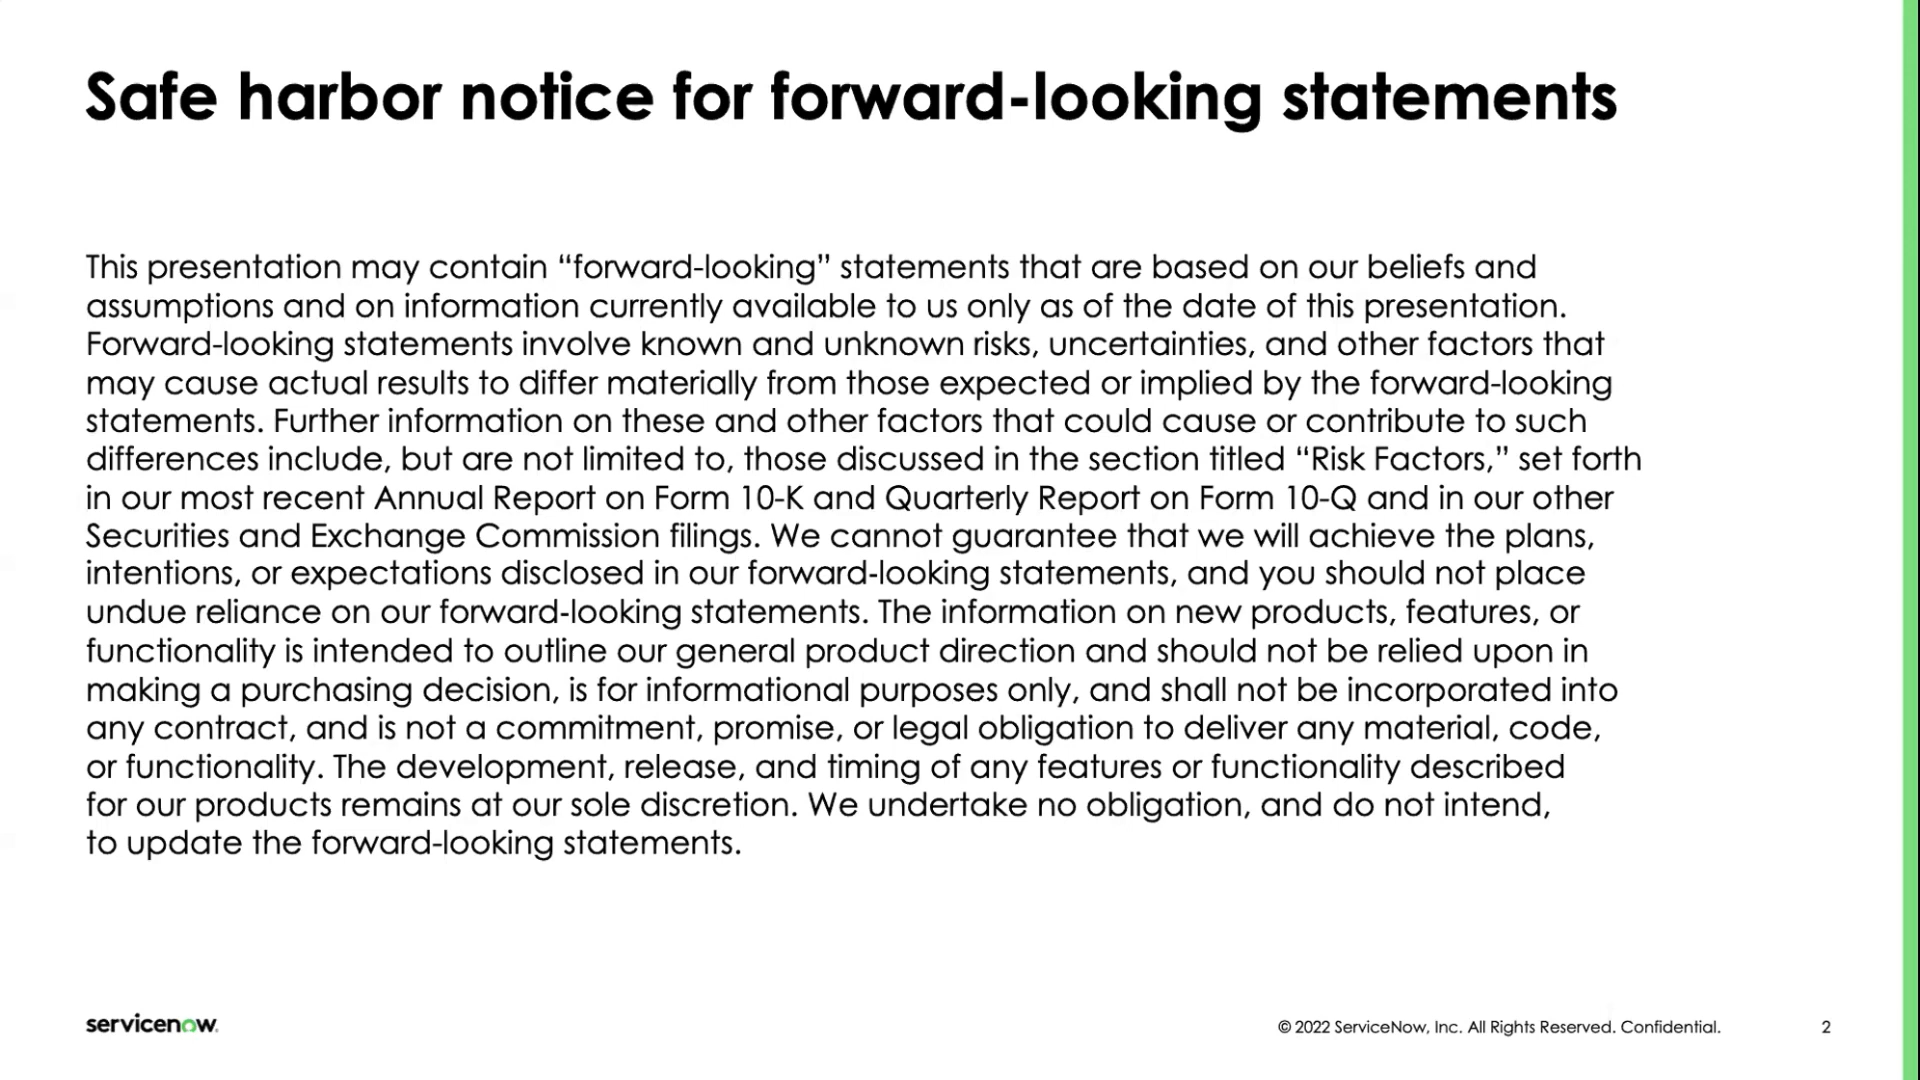 Safe harbor notice for forward-looking statements
This presentation may contain “forward-looking” statements that are based on our beliefs and
assumptions and on information currently available to us only as of the date of this presentation.
Forward-looking statements involve known and unknown risks, uncertainties, and other factors that
may cause actual results to differ materially from those expected or implied by the forward-looking
statements. Further information on these and other factors that could cause or contribute to such
differences include, but are not limited to, those discussed in the section titled “Risk Factors,” set forth
in our most recent Annual Report on Form 10-K and Quarterly Report on Form 10-Q and in our other
Securities and Exchange Commission filings. We cannot guarantee that we will achieve the plans,
intentions, or expectations disclosed in our forward-looking statements, and you should not place
undue reliance on our forward-looking statements. The information on new products, features, or
functionality is intended to outline our general product direction and should not be relied upon in
making a purchasing decision, is for informational purposes only, and shall not be incorporated into
any contract, and is not a commitment, promise, or legal obligation to deliver any material, code,
or functionality. The development, release, and timing of any features or functionality described
for our products remains at our sole discretion. We undertake no obligation, and do not intend,
to update the forward-looking statements.
servicenow.
© 2022 ServiceNow, Inc. All Rights Reserved. Confidential.
2